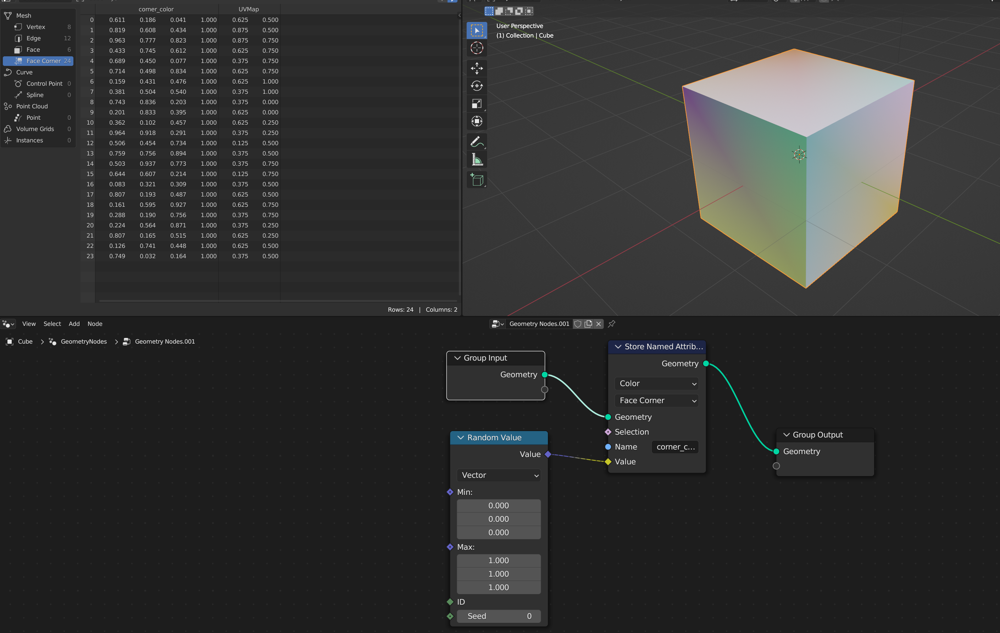 Mesh
Vertex 8
Edge 12
Face 6
Face Corner 24
Curve
Control Point 0
Spline 0
Point Cloud
Point 0
Volume Grids 0
Instances 0
corner_color UVMap
0 0.611 0.186 0.041 1.000 0.625 0.500
1 0.819 0.608 0.434 1.000 0.875 0.500
2 0.963 0.777 0.823 1.000 0.875 0.750
3 0.433 0.745 0.612 1.000 0.625 0.750
4 0.689 0.450 0.077 1.000 0.375 0.750
5 0.714 0.498 0.834 1.000 0.625 0.750
6 0.159 0.431 0.476 1.000 0.625 1.000
7 0.381 0.504 0.540 1.000 0.375 1.000
8 0.743 0.836 0.203 1.000 0.375 0.000
9 0.201 0.833 0.395 1.000 0.625 0.000
10 0.362 0.102 0.457 1.000 0.625 0.250
11 0.964 0.918 0.291 1.000 0.375 0.250
12 0.506 0.454 0.734 1.000 0.125 0.500
13 0.759 0.756 0.894 1.000 0.375 0.500
14 0.503 0.937 0.773 1.000 0.375 0.750
15 0.644 0.607 0.214 1.000 0.125 0.750
16 0.083 0.321 0.309 1.000 0.375 0.500
17 0.807 0.193 0.487 1.000 0.625 0.500
18 0.161 0.595 0.927 1.000 0.625 0.750
19 0.288 0.190 0.756 1.000 0.375 0.750
20 0.224 0.564 0.871 1.000 0.375 0.250
21 0.807 0.165 0.515 1.000 0.625 0.250
22 0.126 0.741 0.448 1.000 0.625 0.500
23 0.749 0.032 0.164 1.000 0.375 0.500
Rows: 24 | Columns: 2
User Perspective
(1) Collection | Cube
View Select Add Node
Geometry Nodes.001
Cube > GeometryNodes > Geometry Nodes.001
Group Input
Geometry
Random Value
Value
Vector
Min:
0.000
0.000
0.000
Max:
1.000
1.000
1.000
ID
Seed 0
Store Named Attrib...
Geometry
Color
Face Corner
Geometry
Selection
Name corner_c...
Value
Group Output
Geometry